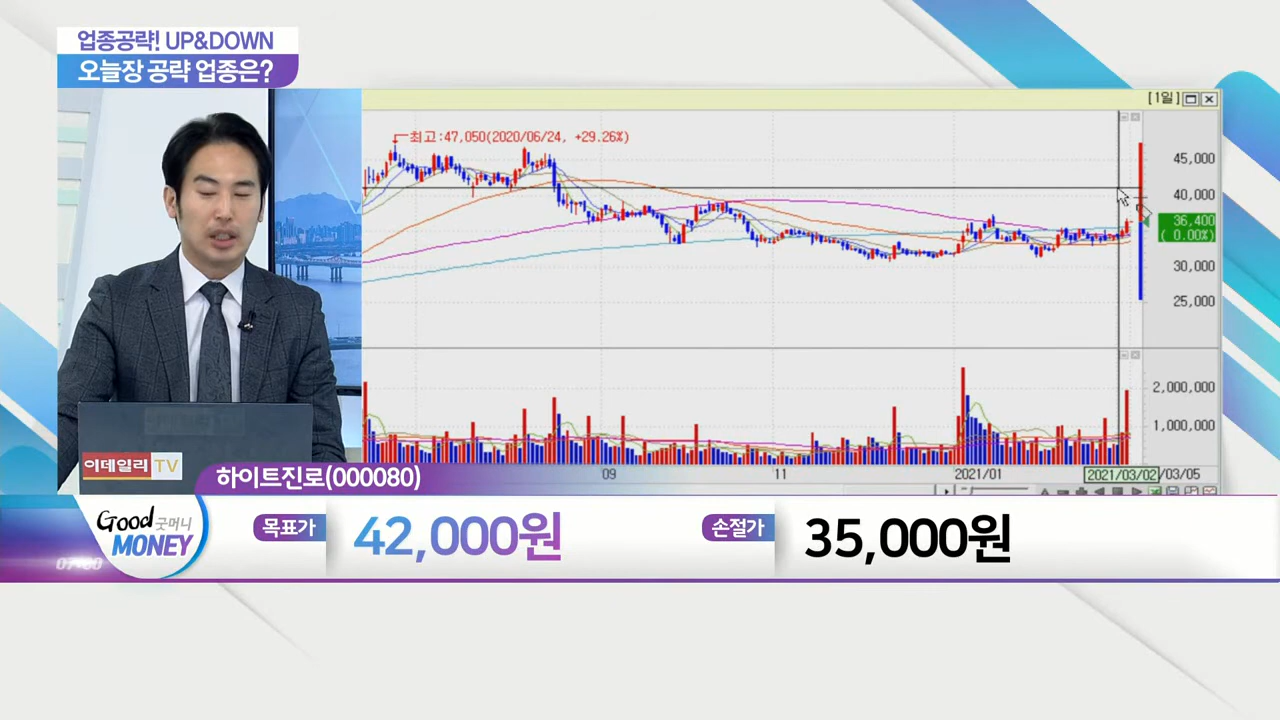 업종공략! UP&DOWN
오늘장 공략 업종은?
[1일]
최고:47,050(2020/06/24, +29.26%)
45,000
40,000
36,400
( 0.00%)
30,000
25,000
2,000,000
1,000,000
09
11
2021/01
2021/03/02
/03/05
이데일리 TV
하이트진로(000080)
Good 굿머니
MONEY
목표가
42,000원
손절가
35,000원